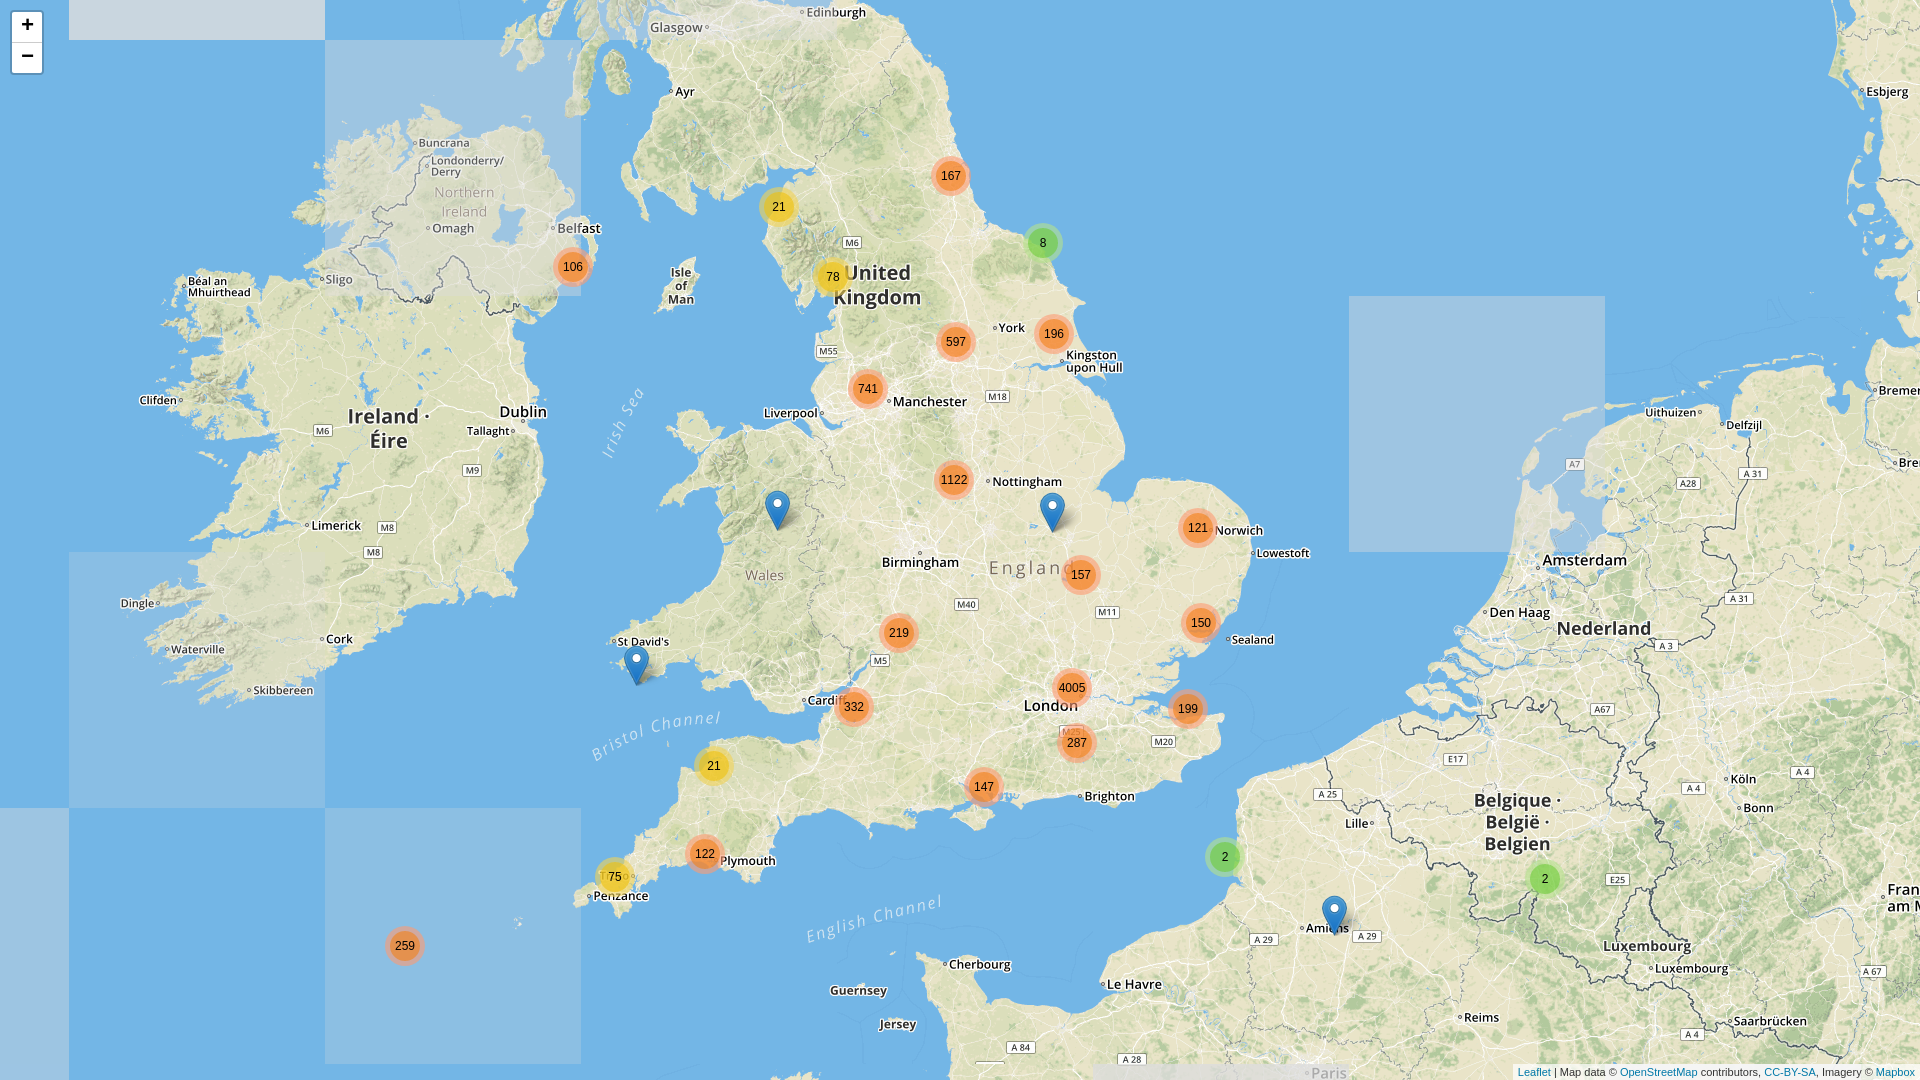 +
−
Edinburgh
Glasgow
Ayr
Esbjerg
Buncrana
Londonderry/
Derry
Northern
Ireland
Omagh
Belfast
167
21
8
M6
106
78
United
Kingdom
Isle
of
Man
Béal an
Mhuirthead
Sligo
York
196
597
M55
Kingston
upon Hull
741
Manchester
M18
Liverpool
Clifden
Ireland ·
Éire
Dublin
Tallaght
M6
M9
Irish Sea
Uithuizen
Delfzijl
Bremer
Bre
A7
A 31
A28
1122
Nottingham
Limerick
M8
M8
121
Norwich
Lowestoft
Birmingham
England
157
Wales
Amsterdam
Dingle
M40
M11
A 31
Den Haag
Nederland
219
150
Sealand
St David's
Cork
Waterville
M5
A 3
Skibbereen
4005
London
Cardiff
332
199
A67
Bristol Channel
M25
287
M20
21
E17
147
Brighton
A 25
Köln
A 4
A 4
Bonn
Belgique ·
België ·
Belgien
Lille
122
Plymouth
2
75
Penzance
2
E25
Fran
am M
English Channel
259
Amiens
A 29
A 29
Luxembourg
Luxembourg
A 67
Cherbourg
Le Havre
Guernsey
Jersey
Reims
Saarbrücken
A 4
A 84
A 28
Paris
Leaflet | Map data © OpenStreetMap contributors, CC-BY-SA, Imagery © Mapbox